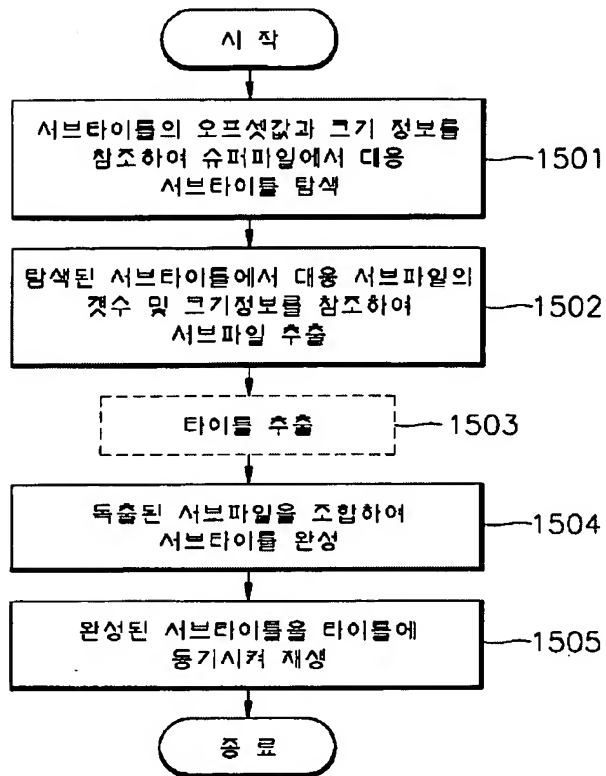 시 작
서브타이틀의 오프셋값과 크기 정보를
참조하여 슈퍼파일에서 대응
서브타이틀 탐색
1501
탐색된 서브타이틀에서 대응 서브파일의
갯수 및 크기정보를 참조하여
서브파일 추출
1502
타이틀 추출
1503
독출된 서브파일을 조합하여
서브타이틀 완성
1504
완성된 서브타이틀을 타이틀에
동기시켜 재생
1505
종 료